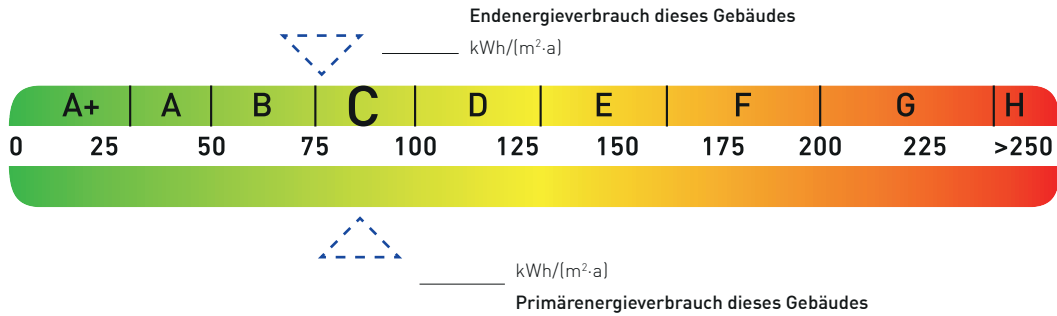 Endenergieverbrauch dieses Gebäudes
kWh/(m²·a)
A+ A B C D E F G H
0 25 50 75 100 125 150 175 200 225 >250
kWh/(m²·a)
Primärenergieverbrauch dieses Gebäudes